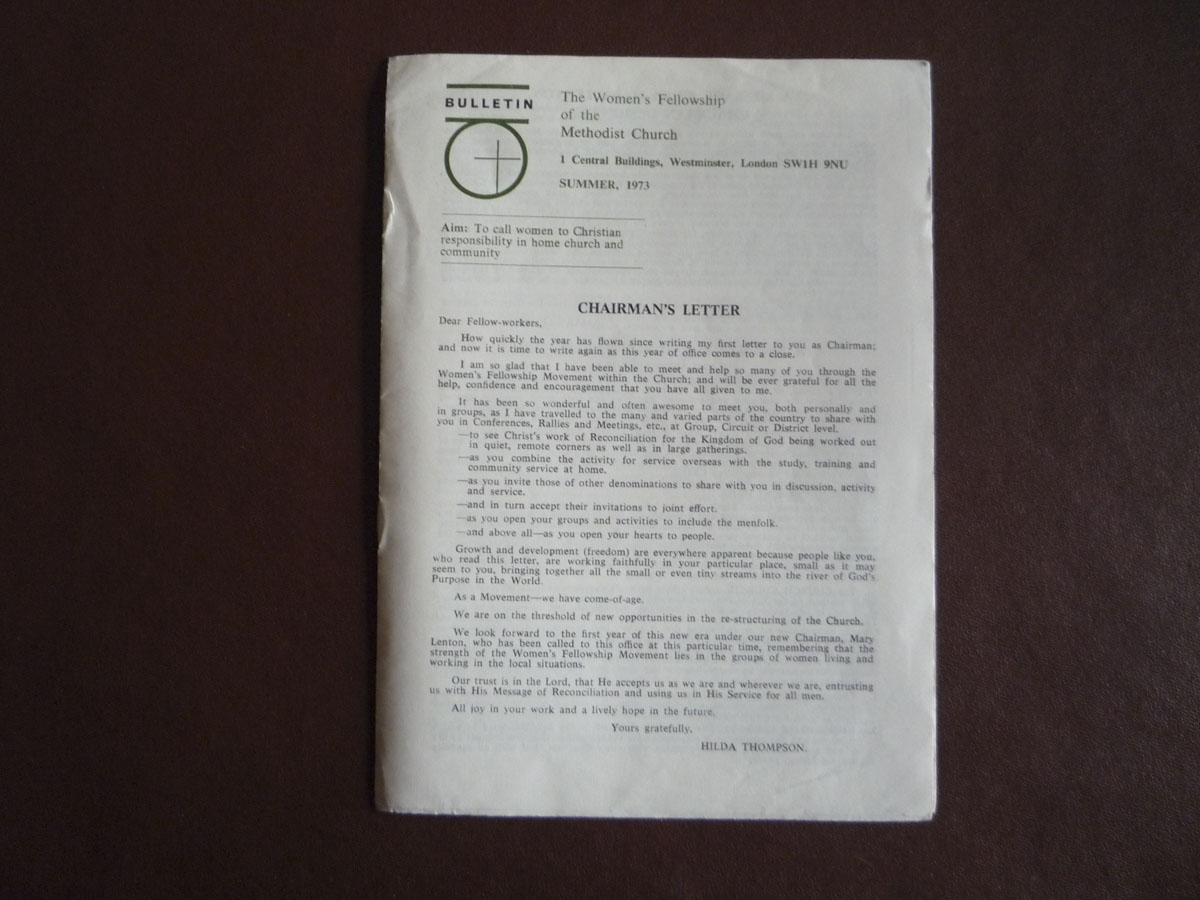 BULLETIN
The Women's Fellowship
of the
Methodist Church
1 Central Buildings, Westminster, London SW1H 9NU
SUMMER, 1973
Aim: To call women to Christian
responsibility in home church and
community
CHAIRMAN'S LETTER
Dear Fellow-workers,
How quickly the year has flown since writing my first letter to you as Chairman;
and now it is time to write again as this year of office comes to a close.
I am so glad that I have been able to meet and help so many of you through the
Women's Fellowship Movement within the Church; and will be ever grateful for all the
help, confidence and encouragement that you have all given to me.
It has been so wonderful and often awesome to meet you, both personally and
in groups, as I have travelled to the many and varied parts of the country to share with
you in Conferences, Rallies and Meetings, etc., at Group, Circuit or District level.
—to see Christ's work of Reconciliation for the Kingdom of God being worked out
in quiet, remote corners as well as in large gatherings.
—as you combine the activity for service overseas with the study, training and
community service at home.
—as you invite those of other denominations to share with you in discussion, activity
and service.
—and in turn accept their invitations to joint effort.
—as you open your groups and activities to include the menfolk.
—and above all—as you open your hearts to people.
Growth and development (freedom) are everywhere apparent because people like you,
who read this letter, are working faithfully in your particular place, small as it may
seem to you, bringing together all the small or even tiny streams into the river of God's
Purpose in the World.
As a Movement—we have come-of-age.
We are on the threshold of new opportunities in the re-structuring of the Church.
We look forward to the first year of this new era under our new Chairman, Mary
Lenton, who has been called to this office at this particular time, remembering that the
strength of the Women's Fellowship Movement lies in the groups of women living and
working in the local situations.
Our trust is in the Lord, that He accepts us as we are and wherever we are, entrusting
us with His Message of Reconciliation and using us in His Service for all men.
All joy in your work and a lively hope in the future.
Yours gratefully,
HILDA THOMPSON.